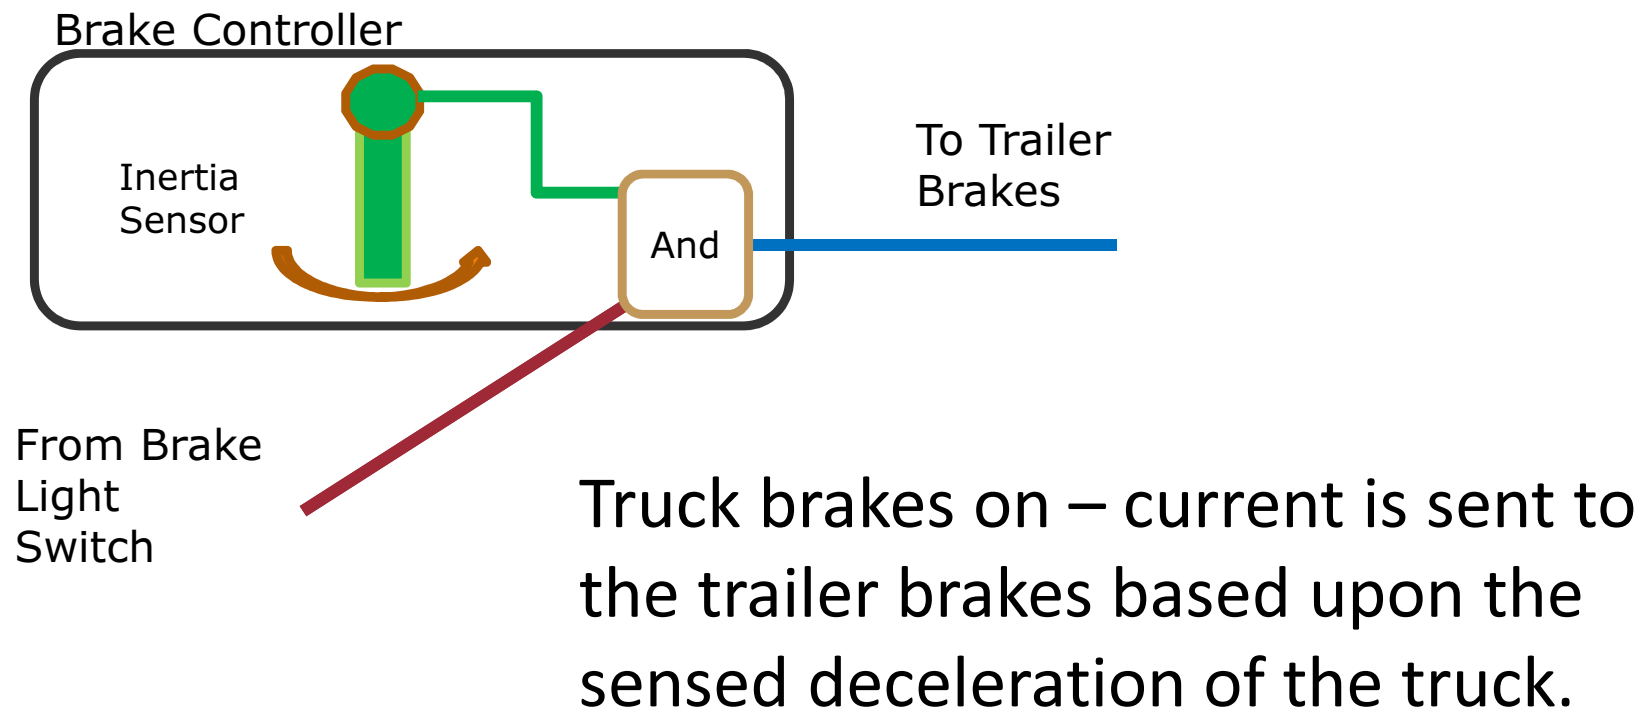 Brake Controller
Inertia
Sensor
And
To Trailer
Brakes
From Brake
Light
Switch
Truck brakes on – current is sent to
the trailer brakes based upon the
sensed deceleration of the truck.